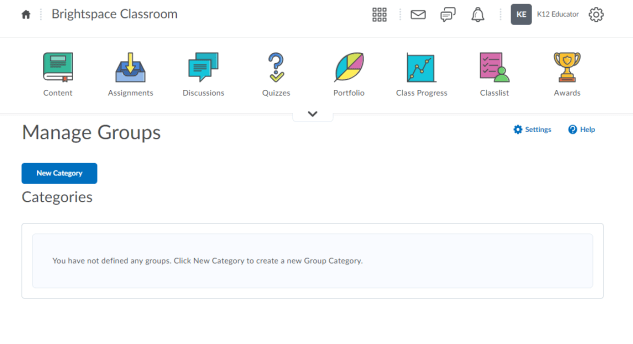 Brightspace Classroom
KE K12 Educator
Content Assignments Discussions Quizzes Portfolio Class Progress Classlist Awards
Manage Groups
Settings Help
New Category
Categories
You have not defined any groups. Click New Category to create a new Group Category.